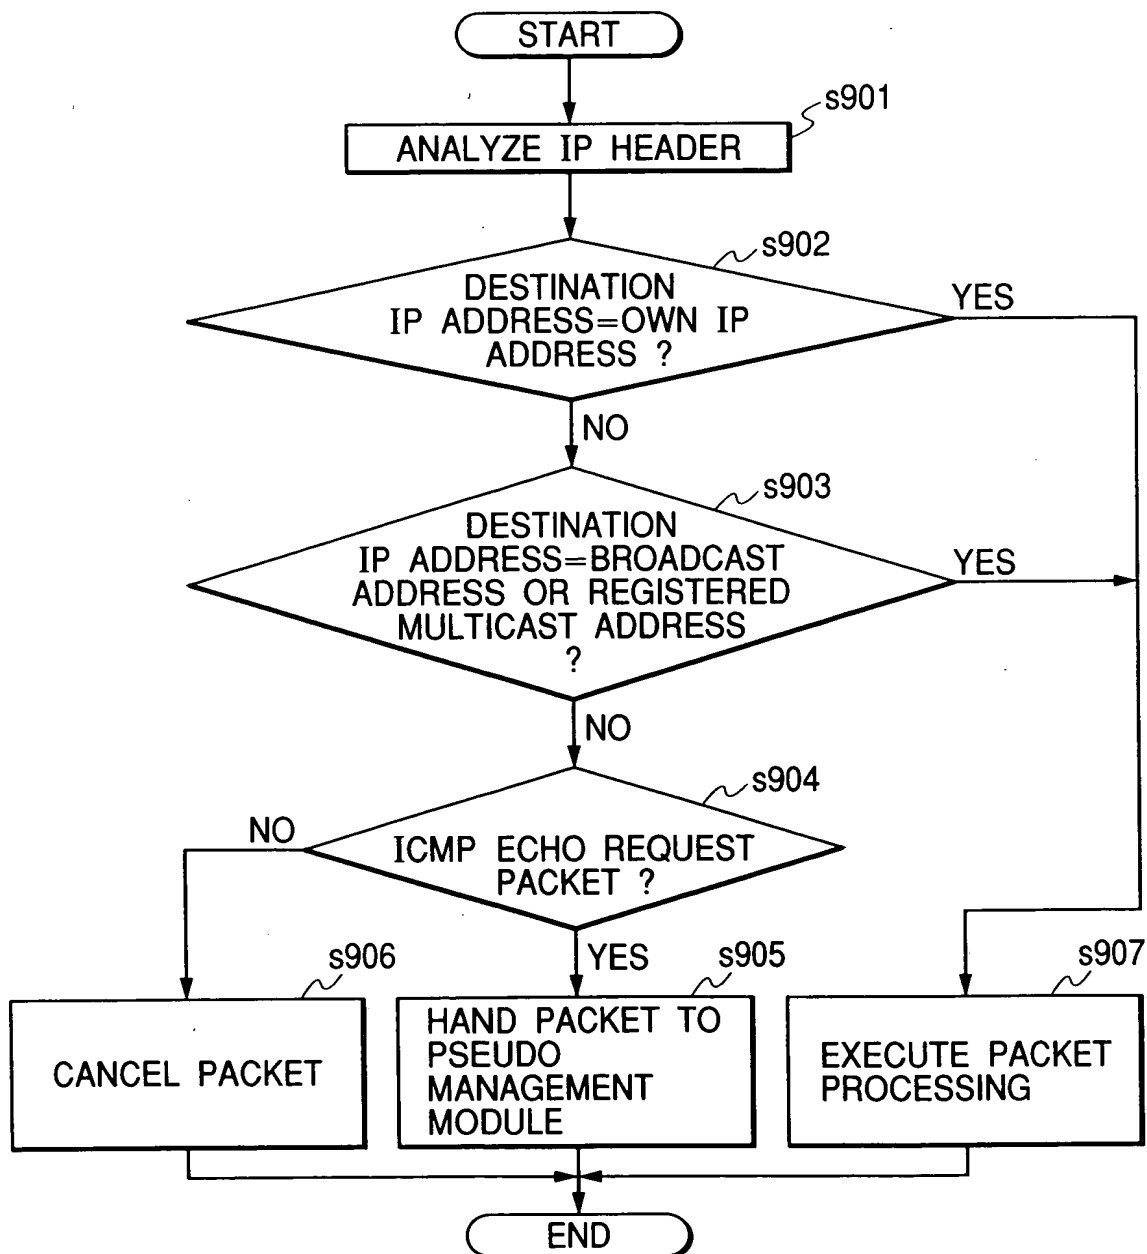 START
s901
ANALYZE IP HEADER
s902
DESTINATION
IP ADDRESS=OWN IP
ADDRESS ?
YES
NO
s903
DESTINATION
IP ADDRESS=BROADCAST
ADDRESS OR REGISTERED
MULTICAST ADDRESS
?
YES
NO
s904
NO
ICMP ECHO REQUEST
PACKET ?
YES
s906
CANCEL PACKET
s905
HAND PACKET TO
PSEUDO
MANAGEMENT
MODULE
s907
EXECUTE PACKET
PROCESSING
END